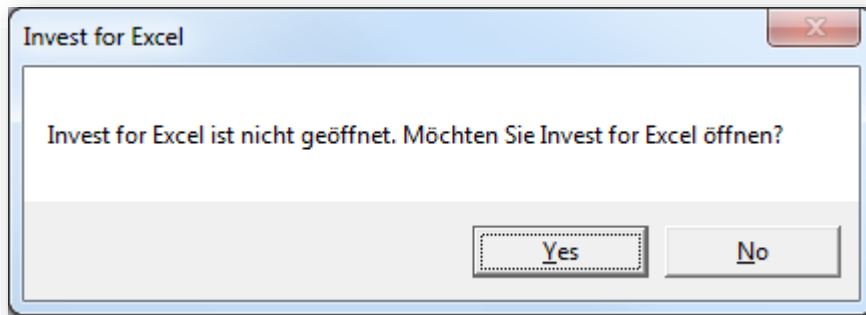 Invest for Excel
Invest for Excel ist nicht geöffnet. Möchten Sie Invest for Excel öffnen?
Yes
No